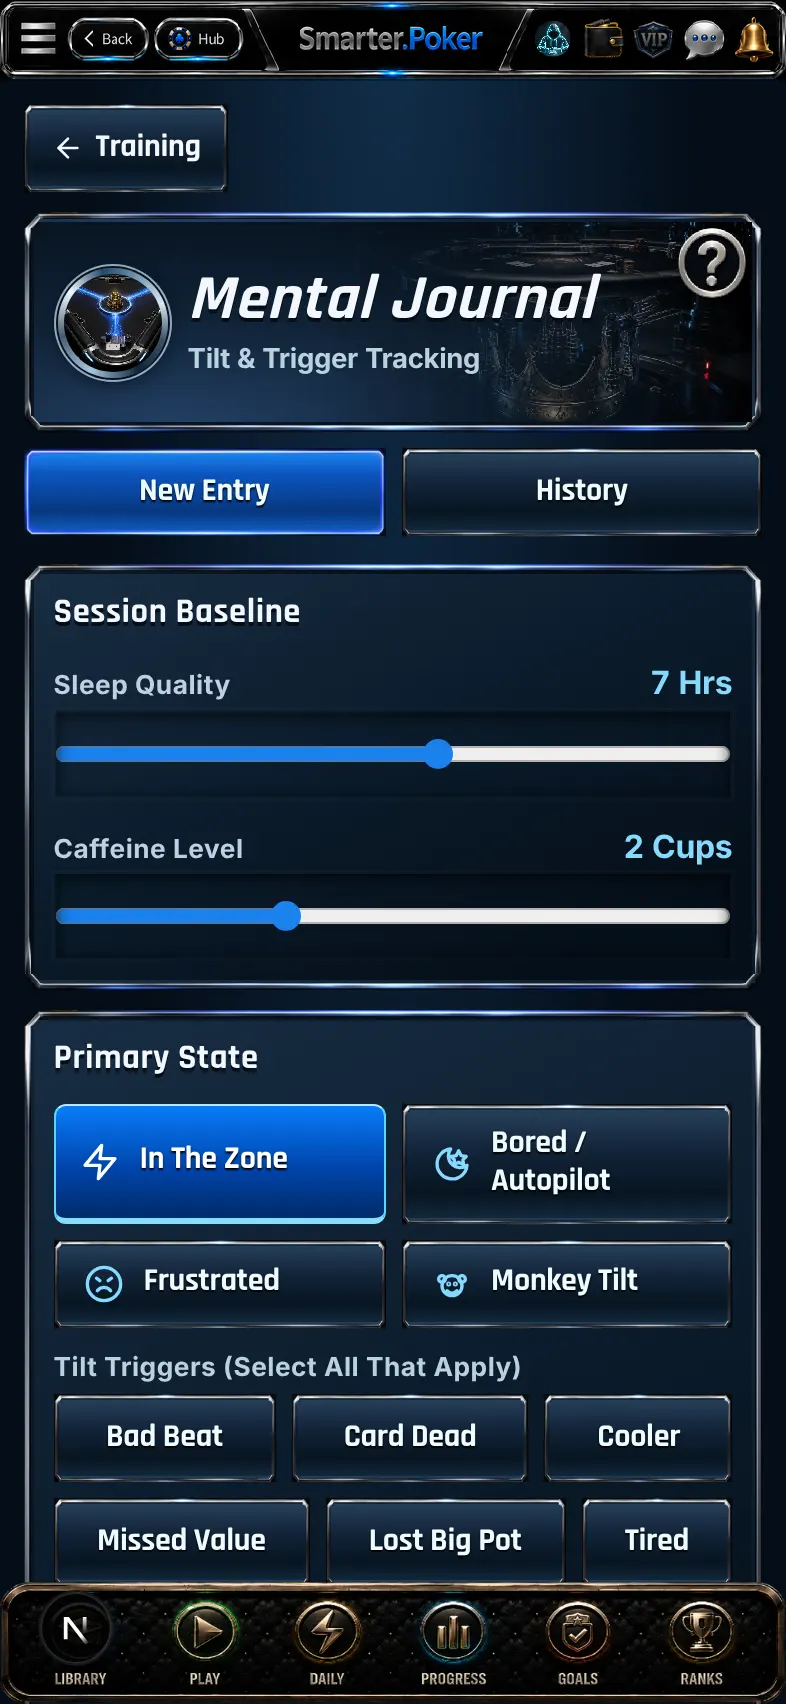 Back
Hub
Smarter.Poker
VIP
Training
Mental Journal
Tilt & Trigger Tracking
?
New Entry
History
Session Baseline
Sleep Quality
7 Hrs
Caffeine Level
2 Cups
Primary State
In The Zone
Bored /
Autopilot
Frustrated
Monkey Tilt
Tilt Triggers (Select All That Apply)
Bad Beat
Card Dead
Cooler
Missed Value
Lost Big Pot
Tired
N
LIBRARY
PLAY
DAILY
PROGRESS
GOALS
RANKS